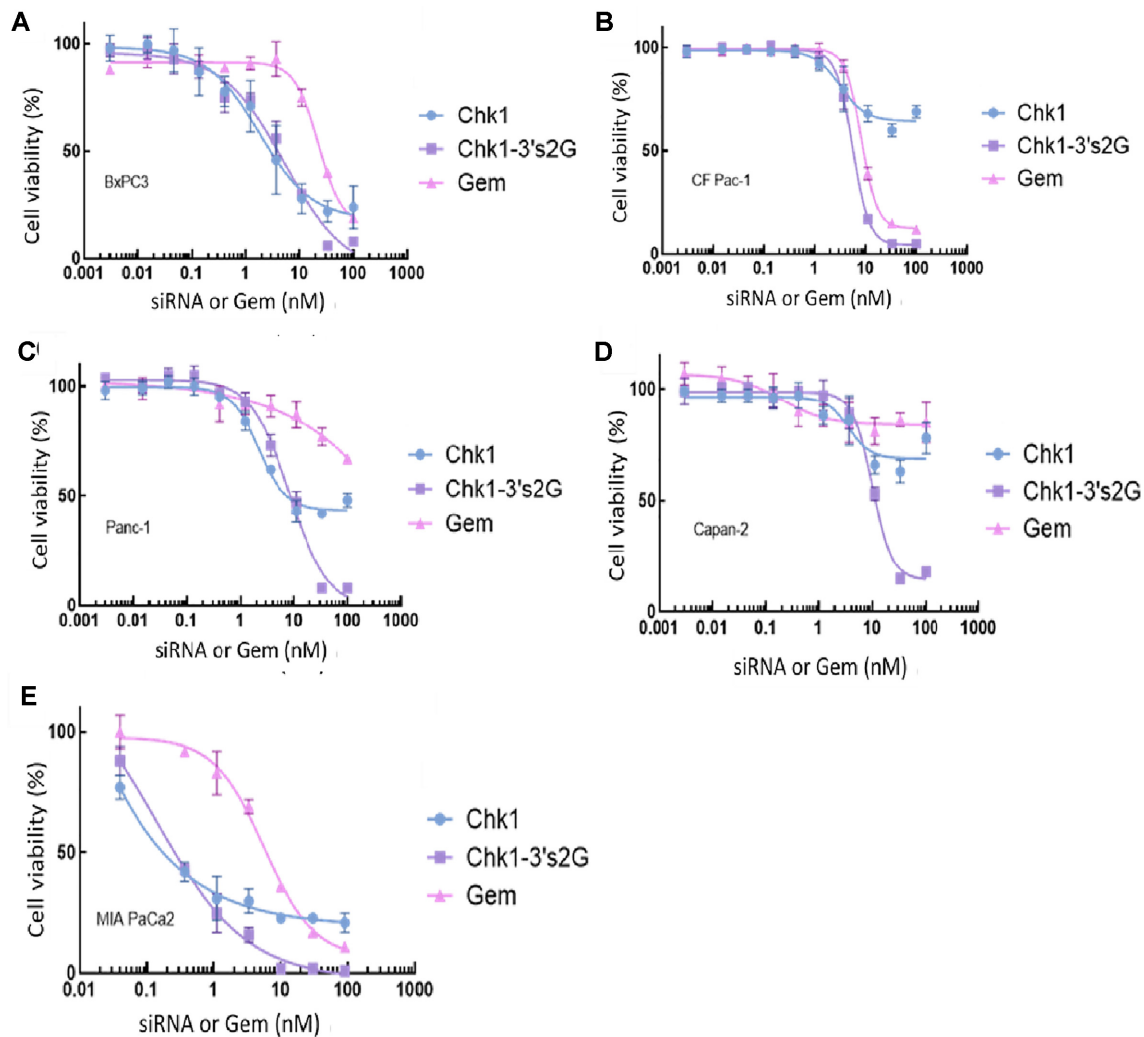 A
Cell viability (%)
100
50
0
BxPC3
Chk1
Chk1-3's2G
Gem
0.001 0.01 0.1 1 10 100 1000
siRNA or Gem (nM)
B
Cell viability (%)
100
50
0
CF Pac-1
Chk1
Chk1-3's2G
Gem
0.001 0.01 0.1 1 10 100 1000
siRNA or Gem (nM)
C
Cell viability (%)
100
50
0
Panc-1
Chk1
Chk1-3's2G
Gem
0.001 0.01 0.1 1 10 100 1000
siRNA or Gem (nM)
D
Cell viability (%)
100
50
0
Capan-2
Chk1
Chk1-3's2G
Gem
0.001 0.01 0.1 1 10 100 1000
siRNA or Gem (nM)
E
Cell viability (%)
100
50
0
MIA PaCa2
Chk1
Chk1-3's2G
Gem
0.01 0.1 1 10 100 1000
siRNA or Gem (nM)